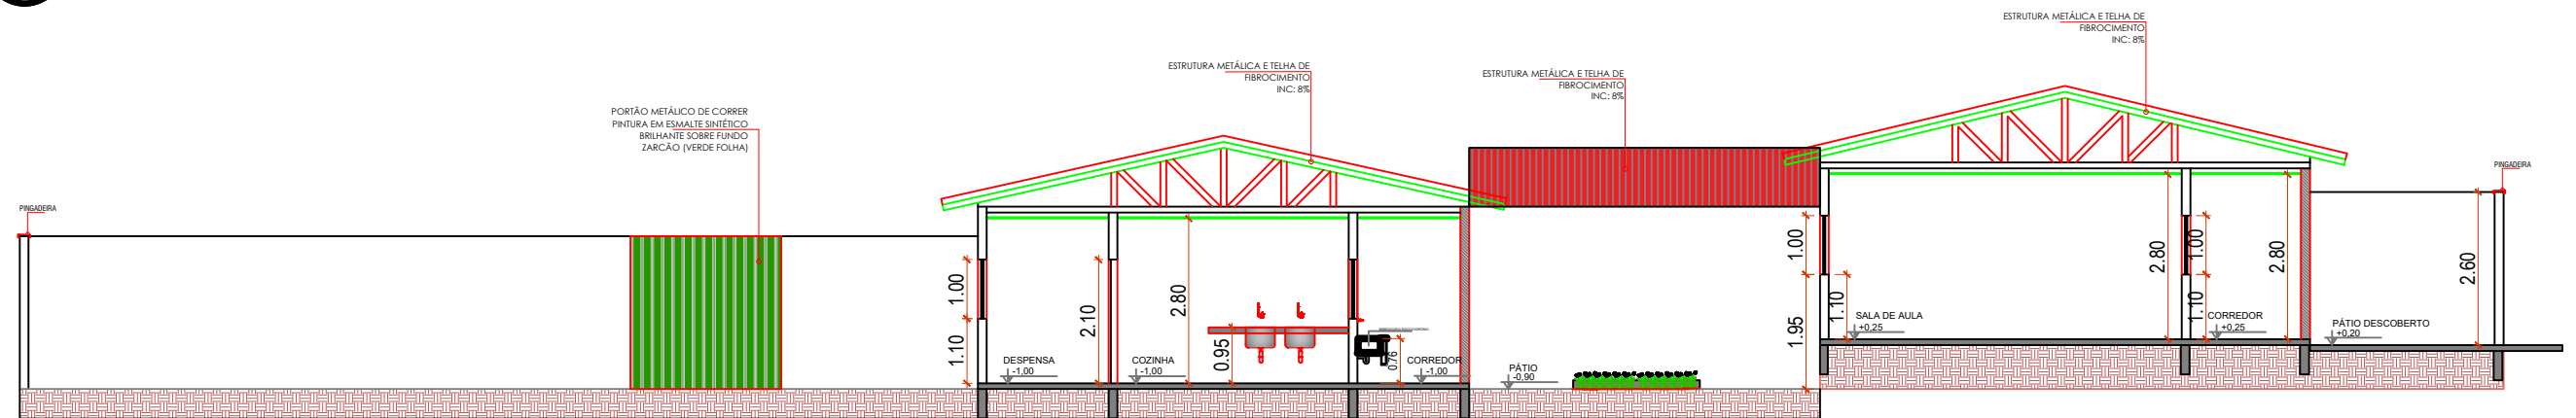 ESTRUTURA METÁLICA E TELHA DE
FIBROCIMENTO
INC: 8%
ESTRUTURA METÁLICA E TELHA DE
FIBROCIMENTO
INC: 8%
ESTRUTURA METÁLICA E TELHA DE
FIBROCIMENTO
INC: 8%
PORTÃO METÁLICO DE CORRER
PINTURA EM ESMALTE SINTÉTICO
BRILHANTE SOBRE FUNDO
ZARCÃO (VERDE FOLHA)
PINGADEIRA
PINGADEIRA
1.00
1.10
2.10
2.80
0.95
0.76
1.00
1.95
1.10
2.80
1.00
1.10
2.80
2.60
DESPENSA
-1,00
COZINHA
-1,00
CORREDOR
-1,00
PÁTIO
-0,90
SALA DE AULA
+0,25
CORREDOR
+0,25
PÁTIO DESCOBERTO
+0,20